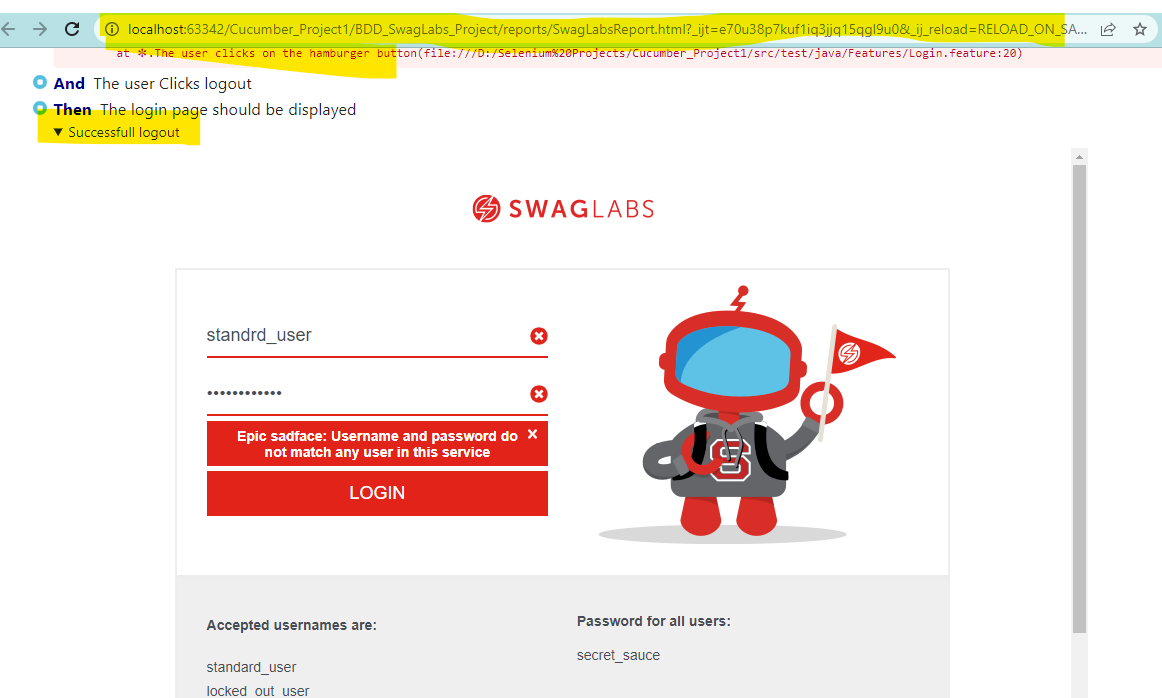 localhost:63342/Cucumber_Project1/BDD_SwagLabs_Project/reports/SwagLabsReport.html?_ijt=e70u38p7kuf1iq3jjq15qgl9u0&_ij_reload=RELOAD_ON_SA...
at ✽.The user clicks on the hamburger button(file:///D:/Selenium%20Projects/Cucumber_Project1/src/test/java/Features/Login.feature:20)
And The user Clicks logout
Then The login page should be displayed
▼ Successfull logout
SWAGLABS
standrd_user
••••••••••••
Epic sadface: Username and password do
not match any user in this service
LOGIN
S
Accepted usernames are:
Password for all users:
standard_user
secret_sauce
locked_out_user